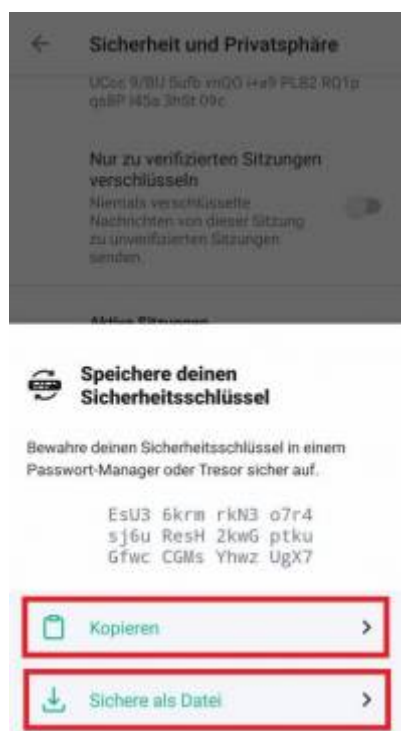 Sicherheit und Privatsphäre
Nur zu verifizierten Sitzungen
verschlüsseln
Niemals verschlüsselte
Nachrichten von dieser Sitzung
zu unverifizierten Sitzungen
senden.
Aktive Sitzungen
Speichere deinen
Sicherheitsschlüssel
Bewahre deinen Sicherheitsschlüssel in einem
Passwort-Manager oder Tresor sicher auf.
EsU3 6krm rkN3 o7r4
sj6u ResH 2kwG ptku
Gfwc CGMs Yhwz UgX7
Kopieren
Sichere als Datei